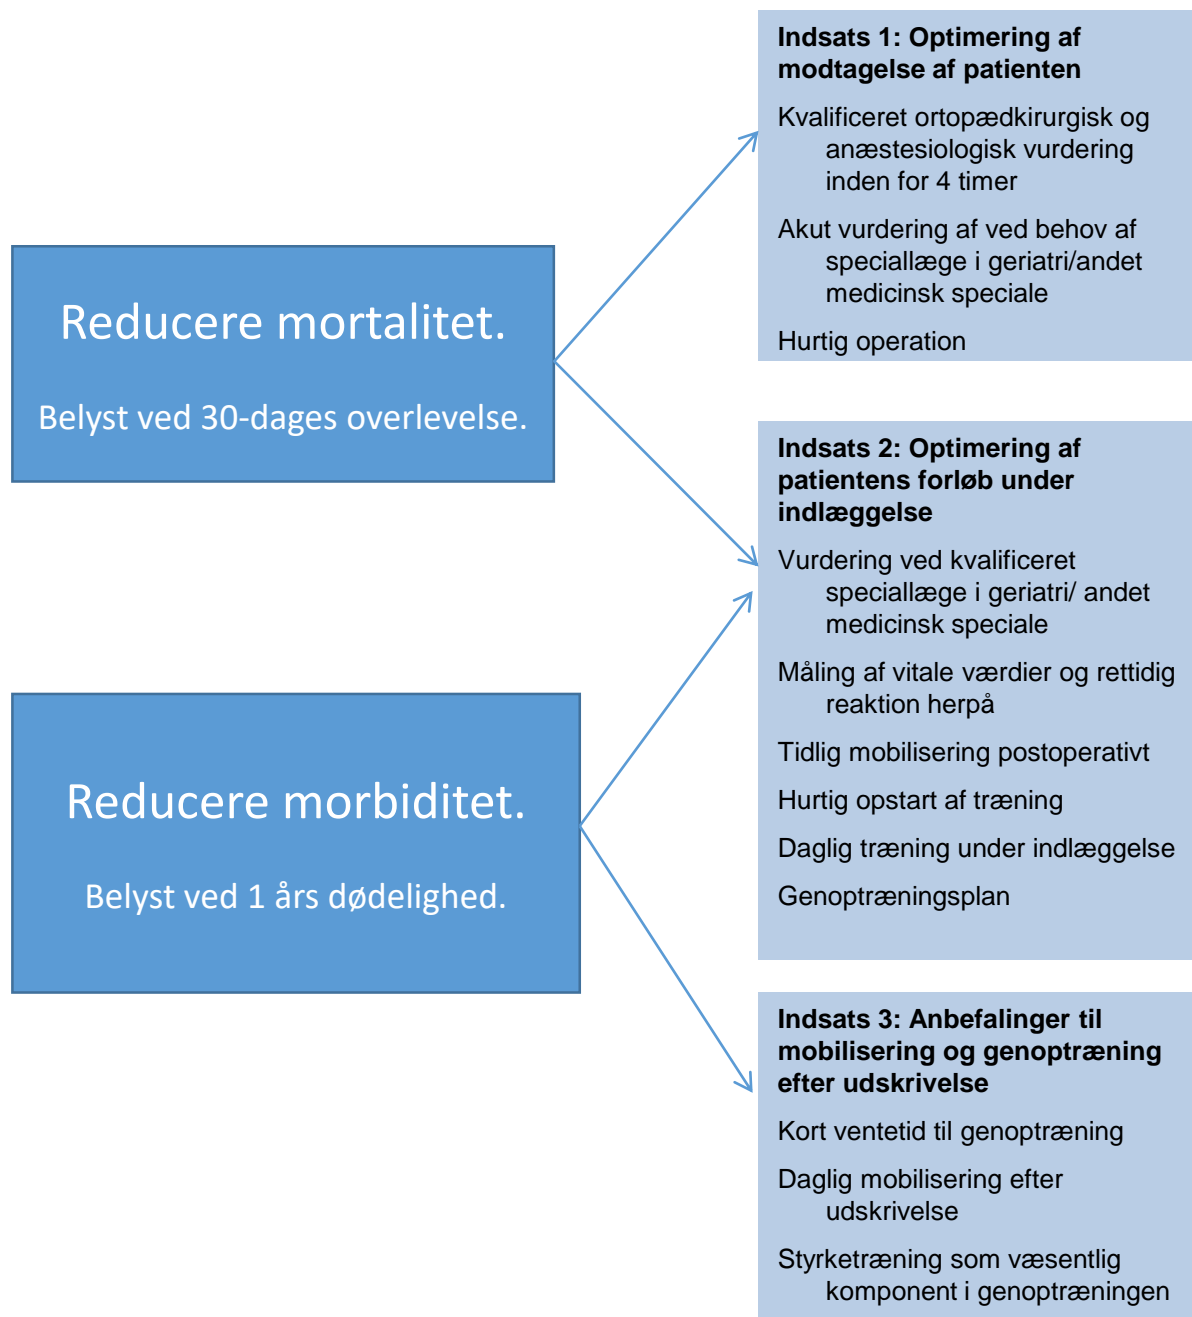 Reducere mortalitet.
Belyst ved 30-dages overlevelse.
Reducere morbiditet.
Belyst ved 1 års dødelighed.
Indsats 1: Optimering af
modtagelse af patienten
Kvalificeret ortopædkirurgisk og
anæstesiologisk vurdering
inden for 4 timer
Akut vurdering af ved behov af
speciallæge i geriatri/andet
medicinsk speciale
Hurtig operation
Indsats 2: Optimering af
patientens forløb under
indlæggelse
Vurdering ved kvalificeret
speciallæge i geriatri/ andet
medicinsk speciale
Måling af vitale værdier og rettidig
reaktion herpå
Tidlig mobilisering postoperativt
Hurtig opstart af træning
Daglig træning under indlæggelse
Genoptræningsplan
Indsats 3: Anbefalinger til
mobilisering og genoptræning
efter udskrivelse
Kort ventetid til genoptræning
Daglig mobilisering efter
udskrivelse
Styrketræning som væsentlig
komponent i genoptræningen